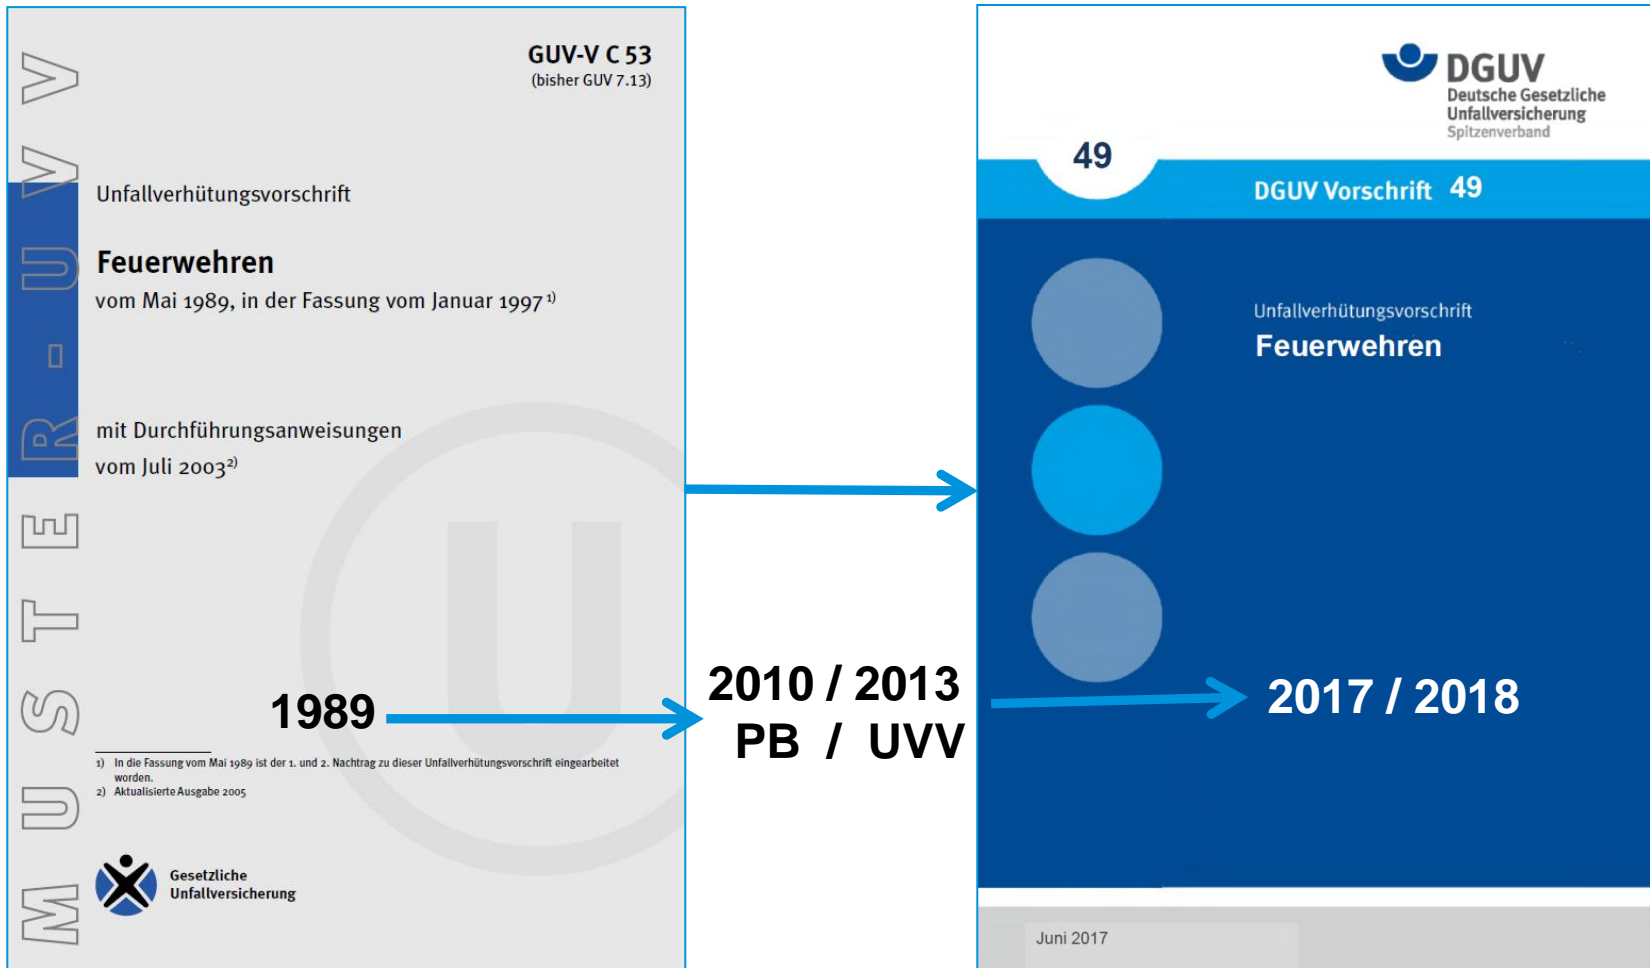 MUSTER-UVV
GUV-V C 53
(bisher GUV 7.13)
Unfallverhütungsvorschrift
Feuerwehren
vom Mai 1989, in der Fassung vom Januar 1997 1)
mit Durchführungsanweisungen
vom Juli 2003 2)
1989
1) In die Fassung vom Mai 1989 ist der 1. und 2. Nachtrag zu dieser Unfallverhütungsvorschrift eingearbeitet
worden.
2) Aktualisierte Ausgabe 2005
Gesetzliche
Unfallversicherung
U
2010 / 2013
PB / UVV
DGUV
Deutsche Gesetzliche
Unfallversicherung
Spitzenverband
49
DGUV Vorschrift 49
Unfallverhütungsvorschrift
Feuerwehren
2017 / 2018
Juni 2017